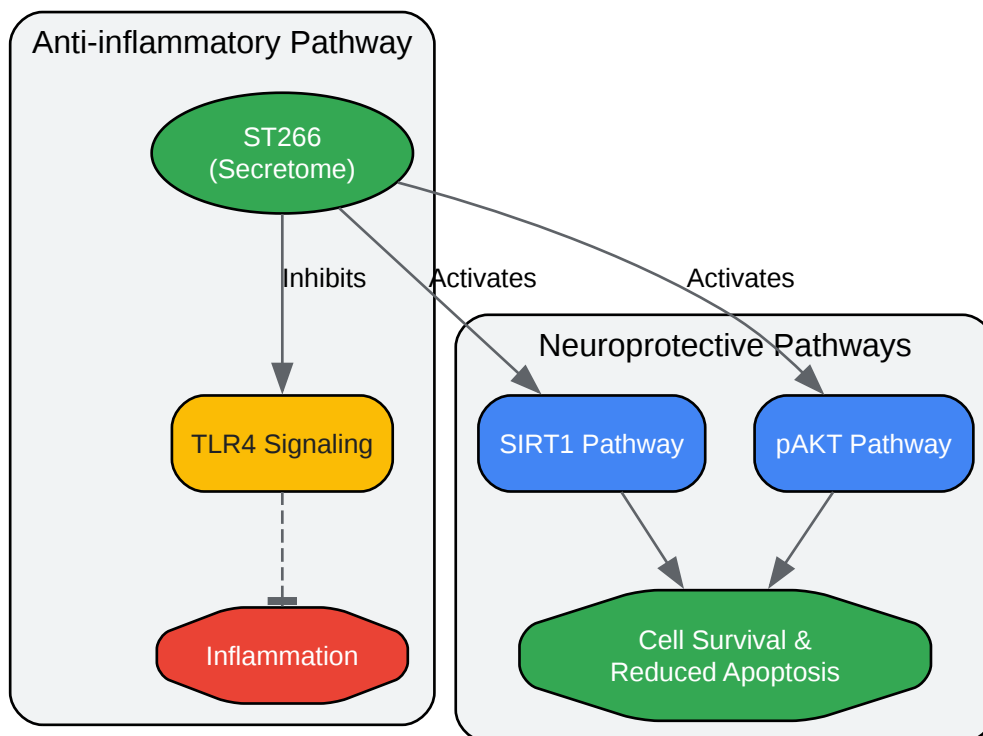 Anti-inflammatory Pathway
ST266
(Secretome)
Inhibits
Activates
Activates
Neuroprotective Pathways
TLR4 Signaling
SIRT1 Pathway
pAKT Pathway
Inflammation
Cell Survival &
Reduced Apoptosis